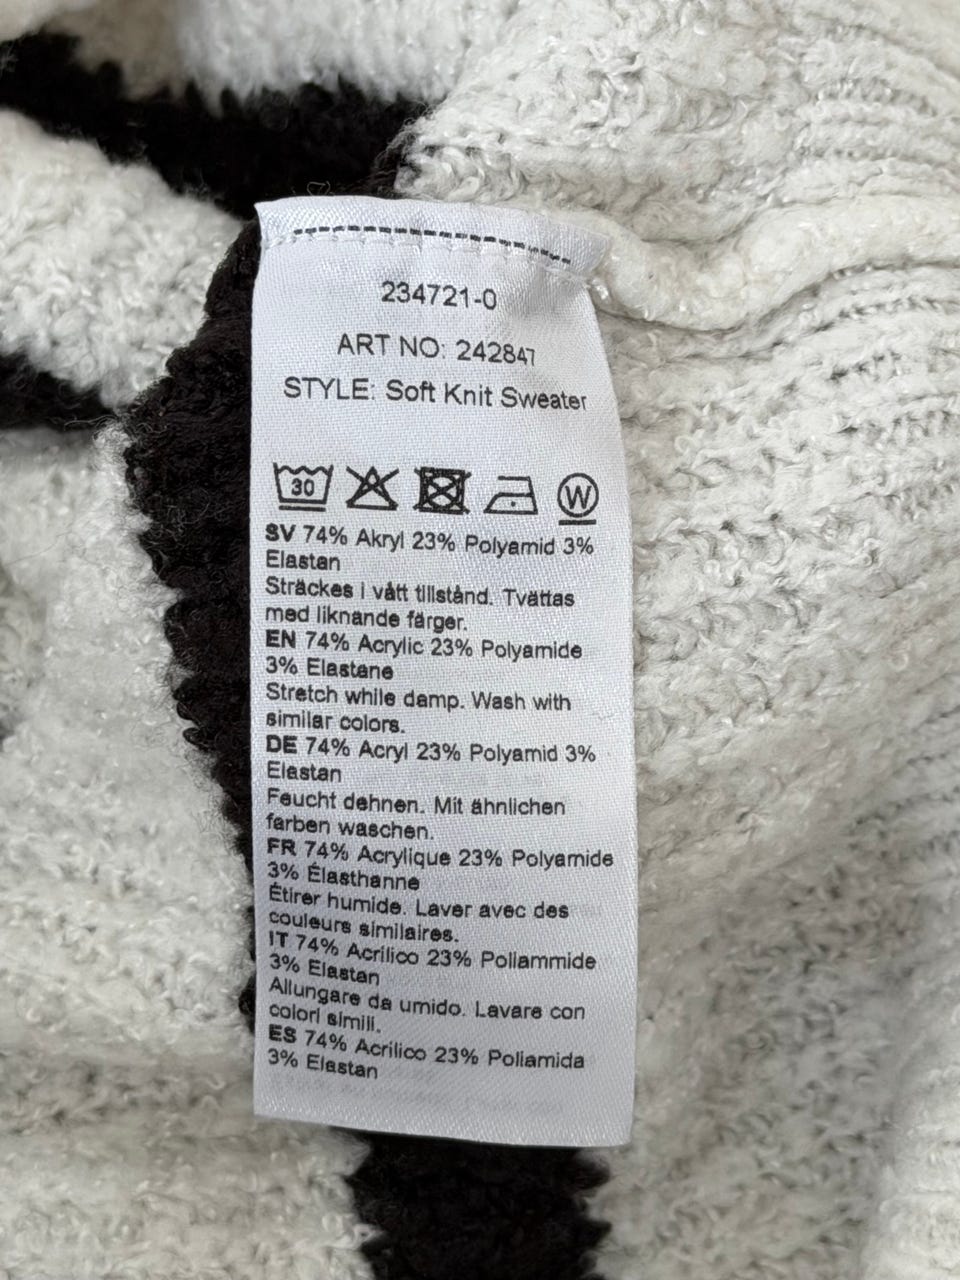 234721-0
ART NO: 242847
STYLE: Soft Knit Sweater
30 W
SV 74% Akryl 23% Polyamid 3%
Elastan
Sträckes i vått tillstånd. Tvättas
med liknande färger.
EN 74% Acrylic 23% Polyamide
3% Elastane
Stretch while damp. Wash with
similar colors.
DE 74% Acryl 23% Polyamid 3%
Elastan
Feucht dehnen. Mit ähnlichen
farben waschen.
FR 74% Acrylique 23% Polyamide
3% Élasthanne
Étirer humide. Laver avec des
couleurs similaires.
IT 74% Acrilico 23% Poliammide
3% Elastan
Allungare da umido. Lavare con
colori simili.
ES 74% Acrilico 23% Poliamida
3% Elastan